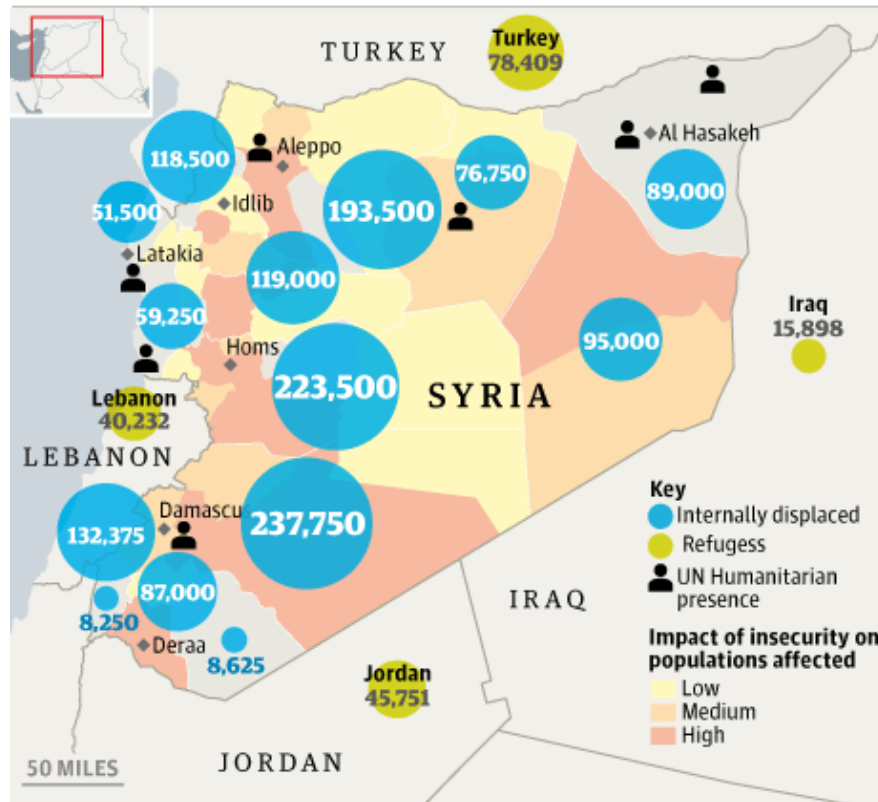 TURKEY
Turkey
78,409
Aleppo
Al Hasakeh
118,500
76,750
89,000
51,500
Idlib
193,500
Latakia
119,000
59,250
Iraq
15,898
95,000
Homs
223,500
SYRIA
Lebanon
40,232
LEBANON
Key
Internally displaced
Refugess
UN Humanitarian
presence
Damascu
132,375
237,750
87,000
8,250
IRAQ
Deraa
8,625
Impact of insecurity on
populations affected
Low
Medium
High
Jordan
45,751
JORDAN
50 MILES